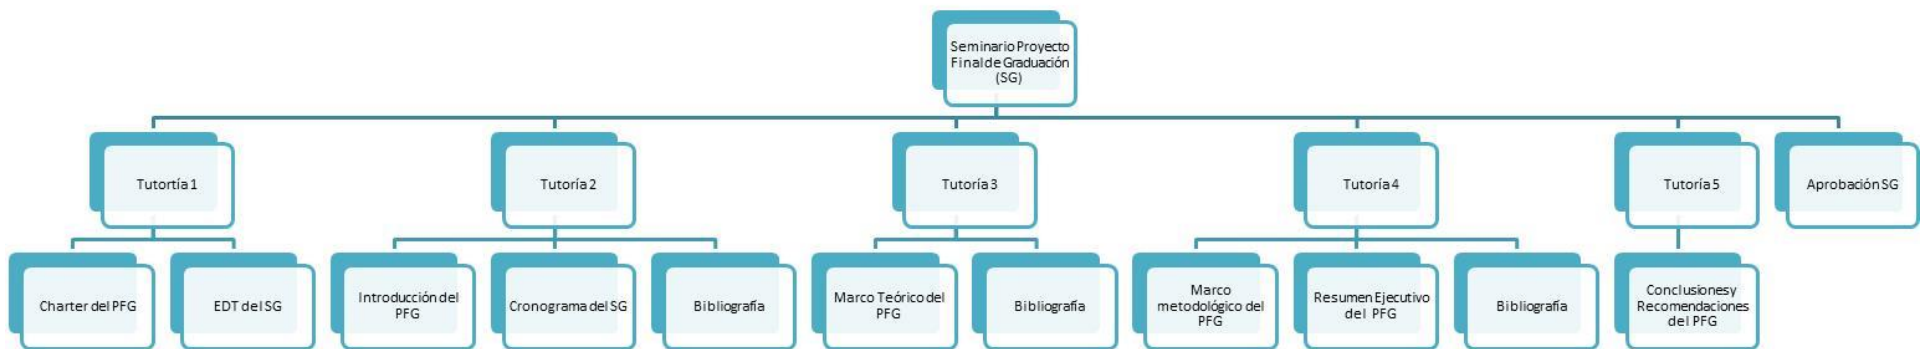 Seminario Proyecto
Final de Graduación
(SG)
Tutortía 1
Tutoría 2
Tutoría 3
Tutoría 4
Tutoría 5
Aprobación SG
Charter del PFG
EDT del SG
Introducción del
PFG
Cronograma del SG
Bibliografía
Marco Teórico del
PFG
Bibliografía
Marco
metodológico del
PFG
Resumen Ejecutivo
del PFG
Bibliografía
Conclusiones y
Recomendaciones
del PFG